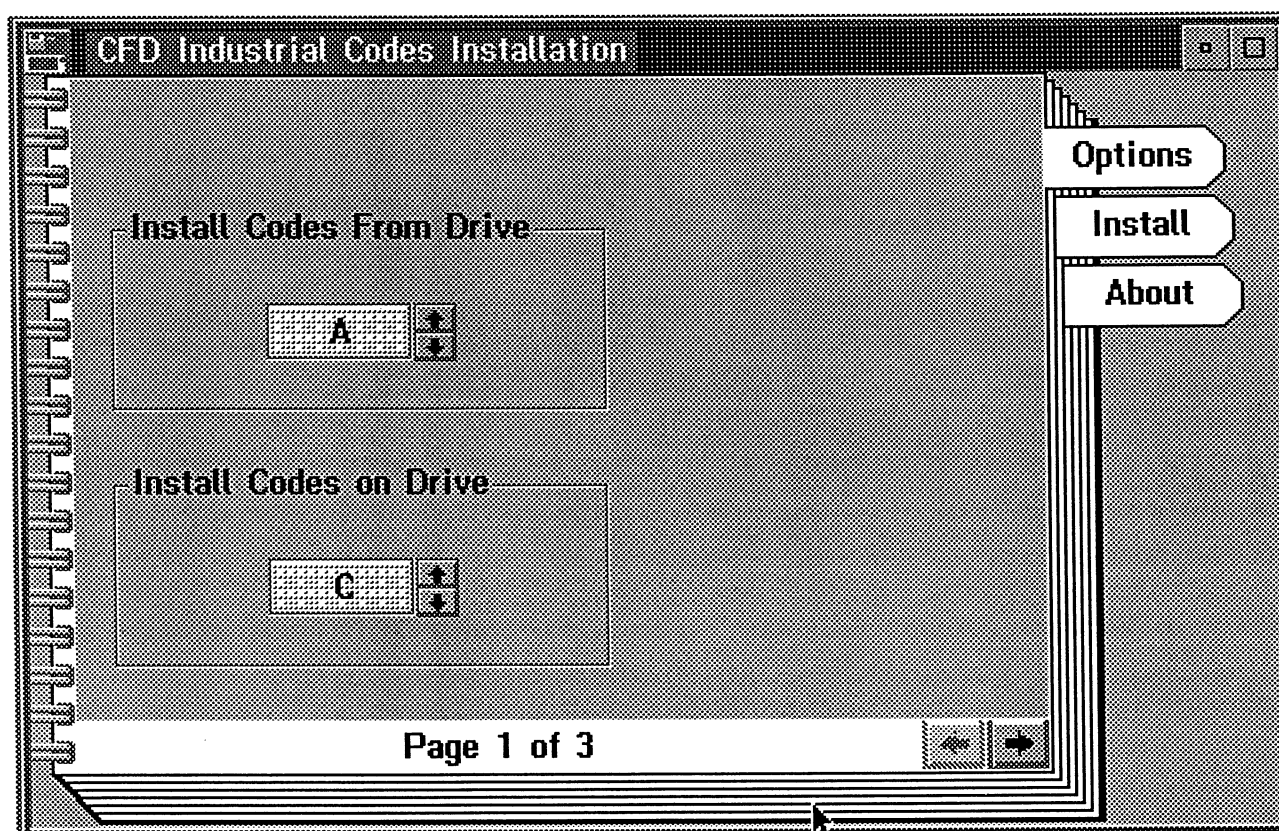 CFD Industrial Codes Installation
Options
Install
About
Install Codes From Drive
A
Install Codes on Drive
C
Page 1 of 3